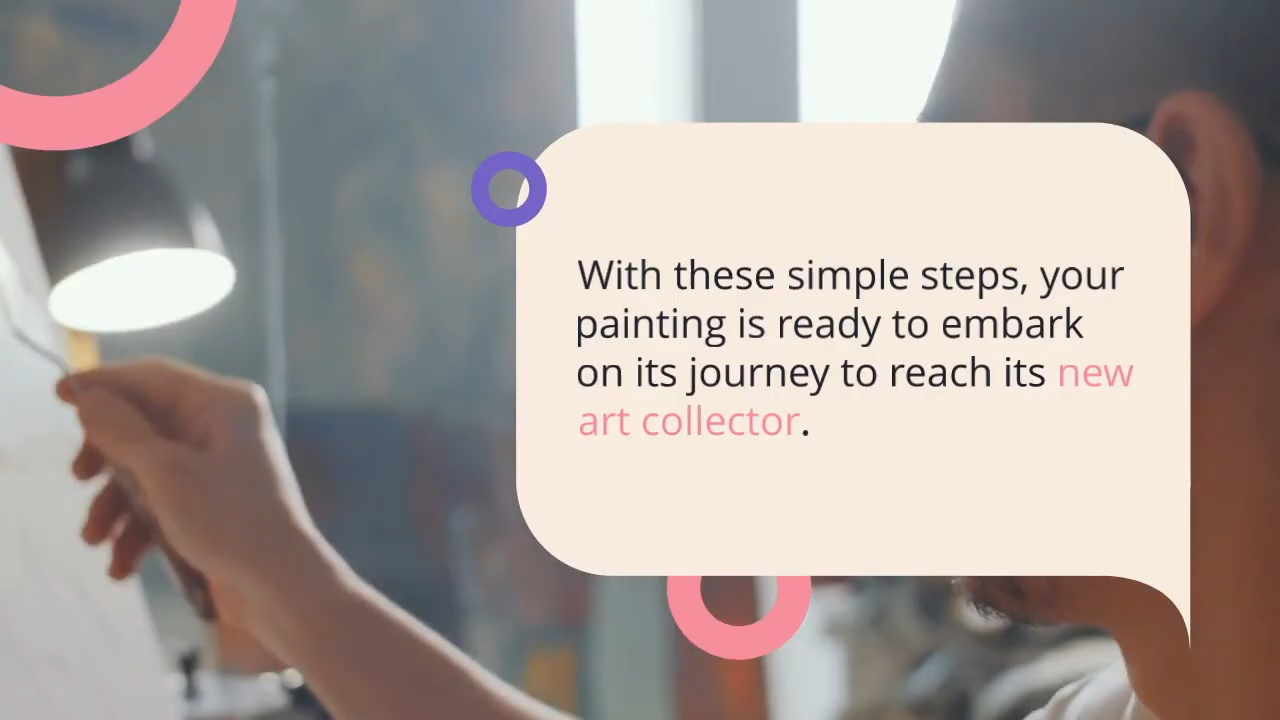 With these simple steps, your
painting is ready to embark
on its journey to reach its new
art collector.